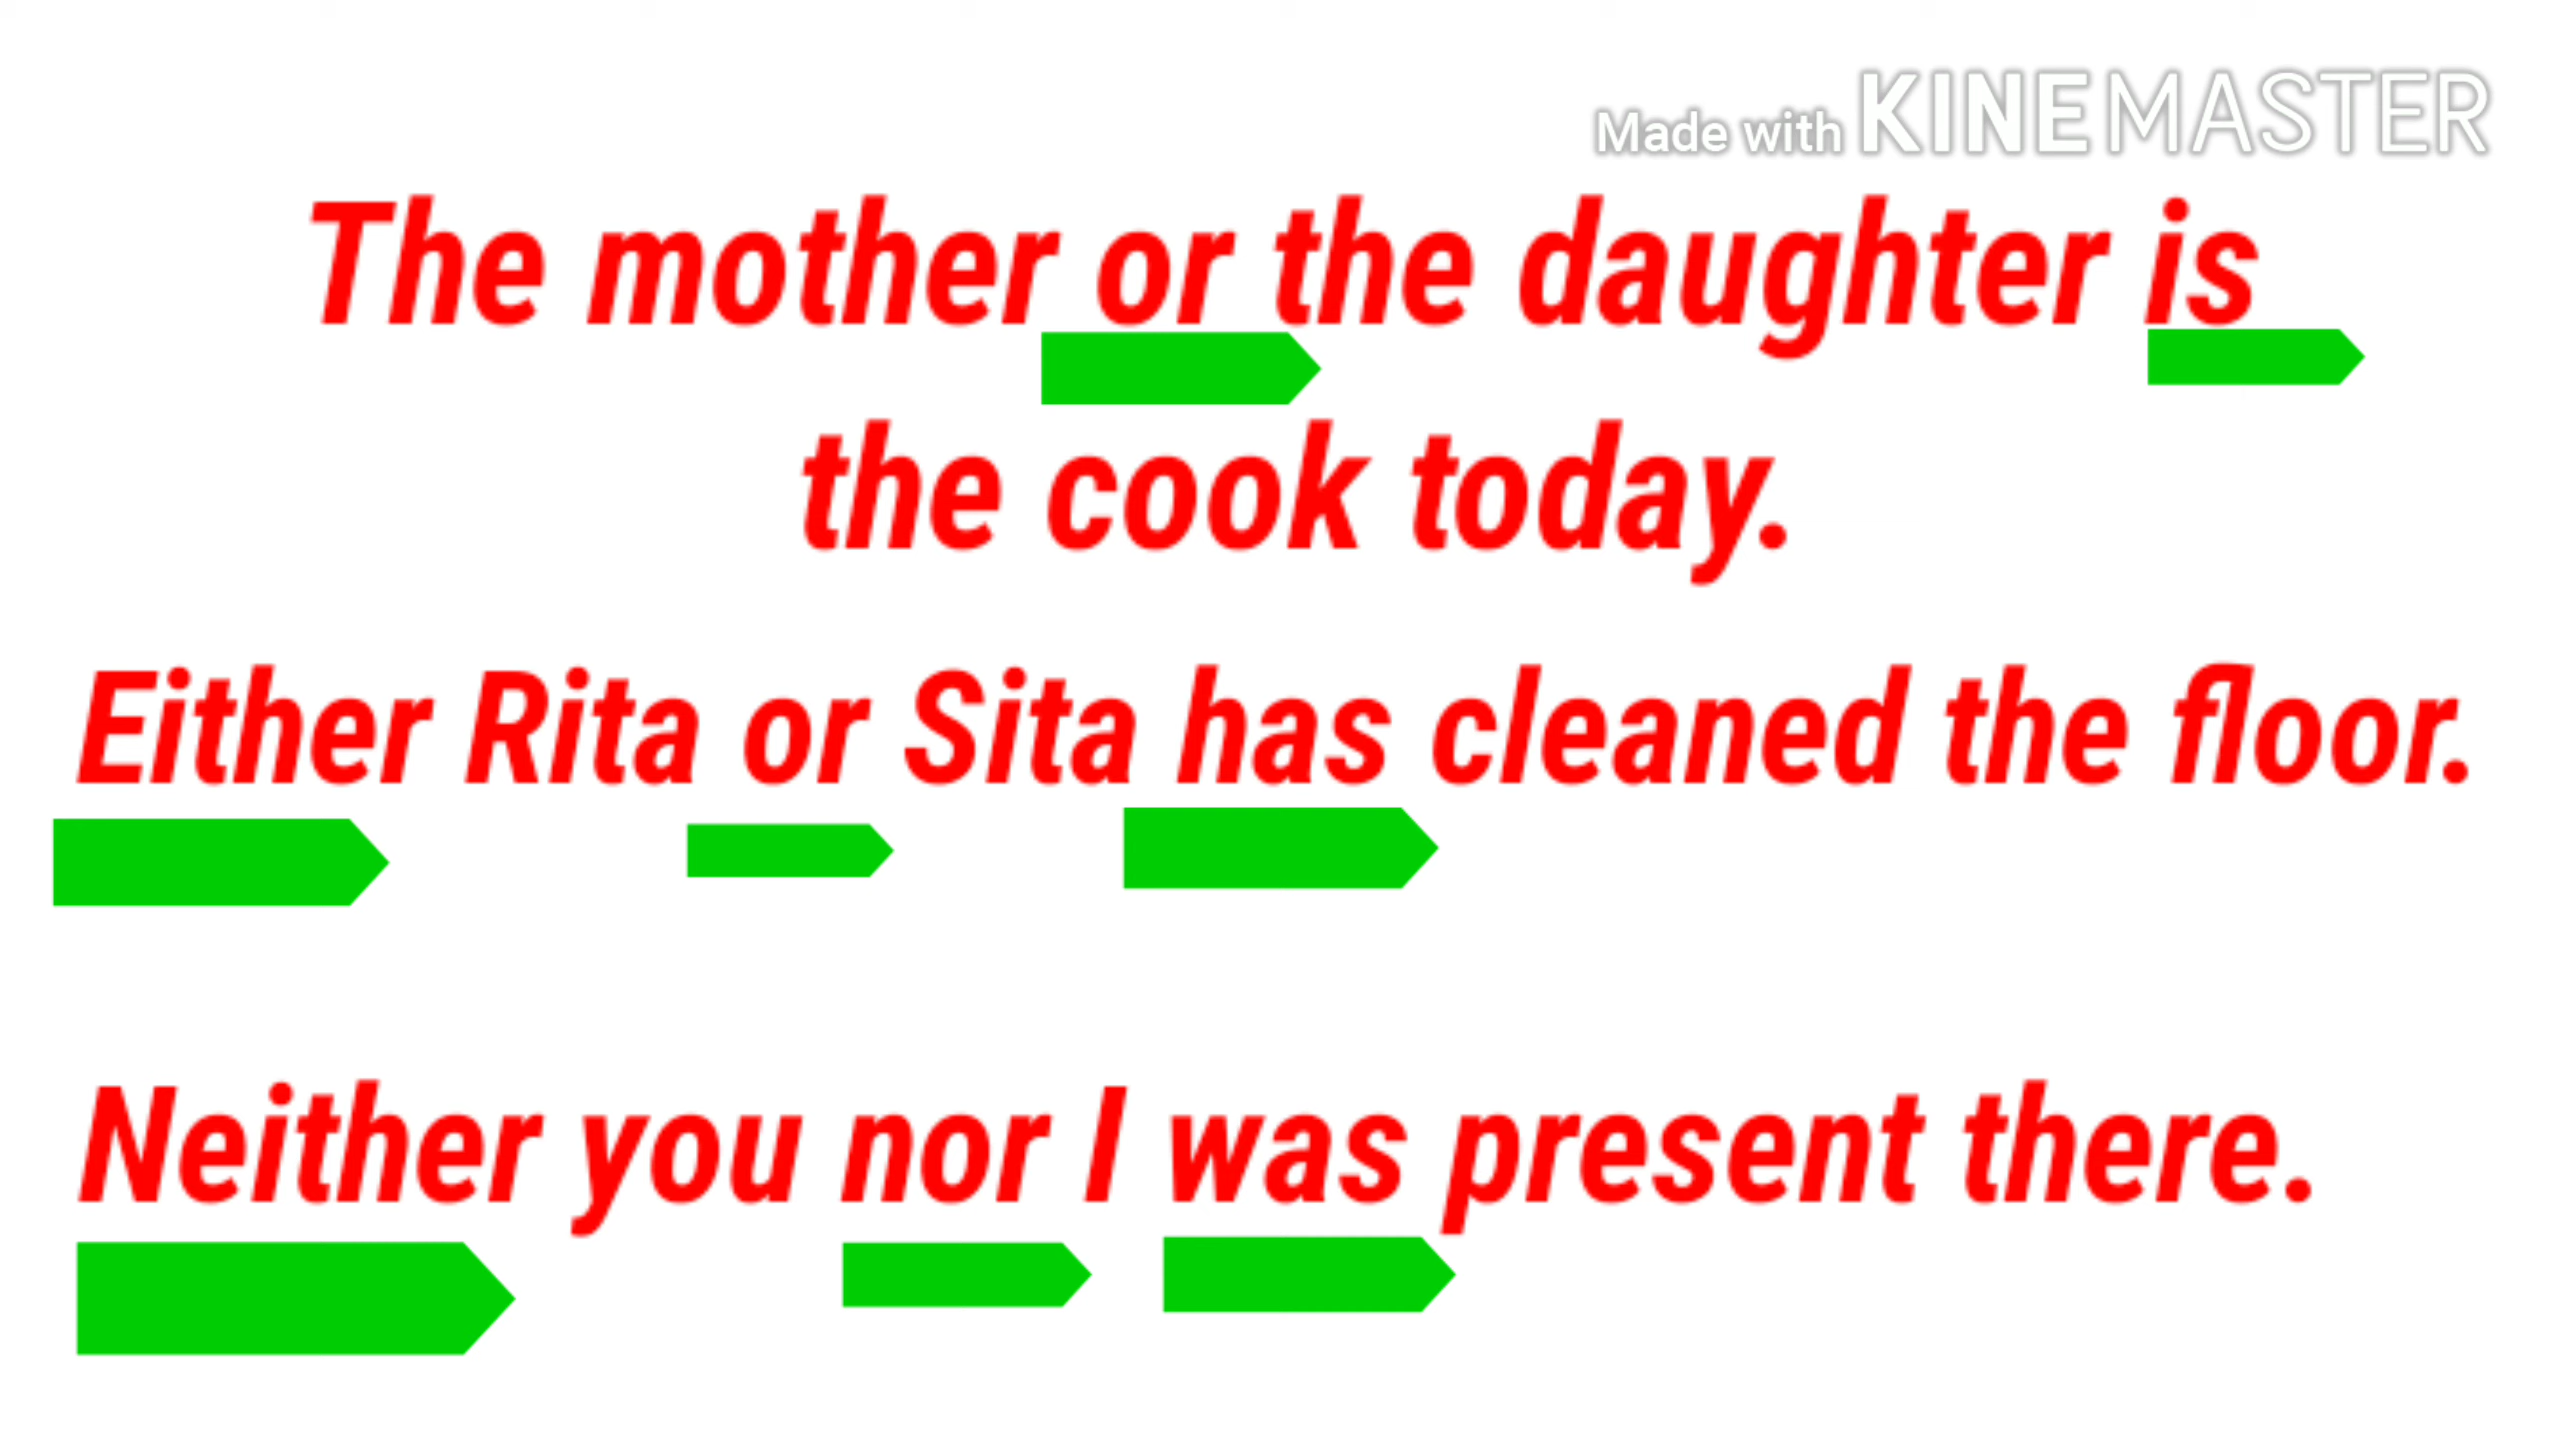 Made with KINEMASTER
The mother or the daughter is
the cook today.
Either Rita or Sita has cleaned the floor.
Neither you nor I was present there.